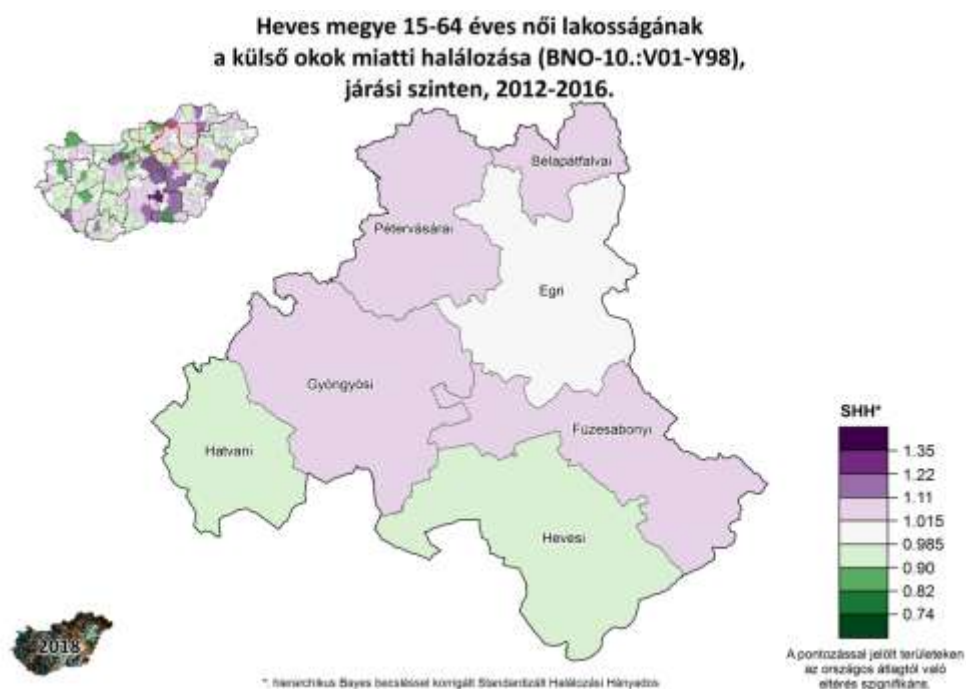 Heves megye 15-64 éves női lakosságának
a külső okok miatti halálozása (BNO-10.:V01-Y98),
járási szinten, 2012-2016.
Bélapátfalvai
Pétervásárai
Egri
Gyöngyösi
Füzesabonyi
Hatvani
Hevesi
SHH*
1.35
1.22
1.11
1.015
0.985
0.90
0.82
0.74
2018
A pontozással jelölt területeken
az országos átlagtól való
eltérés szignifikáns.
*: hierarchikus Bayes becsléssel korrigált Standardizált Halálozási Hányados